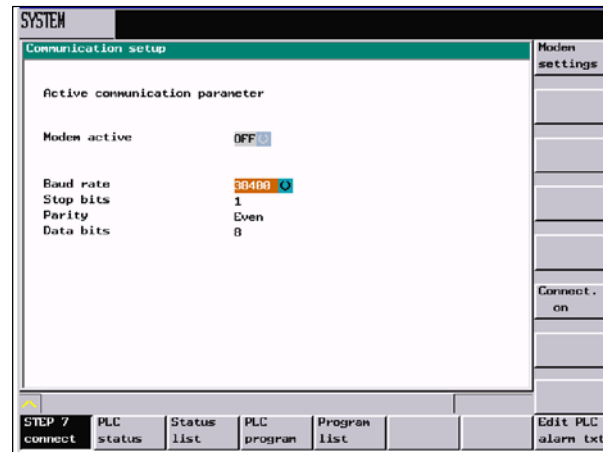 SYSTEM
Communication setup
Modem
settings
Active communication parameter
Modem active OFF
Baud rate 38400
Stop bits 1
Parity Even
Data bits 8
Connect.
on
STEP 7
connect
PLC
status
Status
list
PLC
program
Program
list
Edit PLC
alarm txt